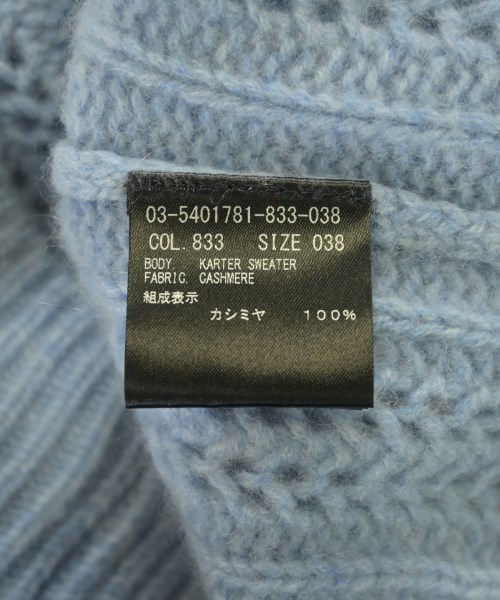 03-5401781-833-038
COL.833 SIZE 038
BODY. KARTER SWEATER
FABRIC. CASHMERE
組成表示
カシミヤ 100%